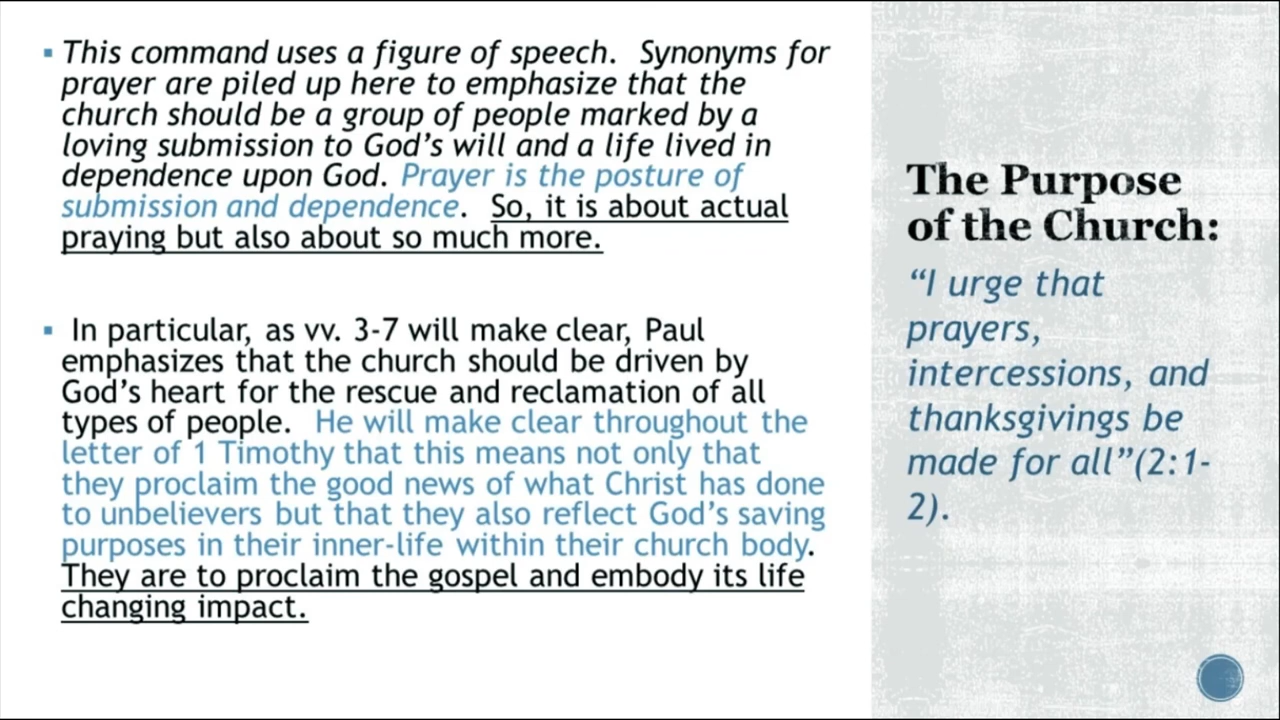 This command uses a figure of speech.  Synonyms for
prayer are piled up here to emphasize that the
church should be a group of people marked by a
loving submission to God's will and a life lived in
dependence upon God. Prayer is the posture of
submission and dependence.  So, it is about actual
praying but also about so much more.
In particular, as vv. 3-7 will make clear, Paul
emphasizes that the church should be driven by
God's heart for the rescue and reclamation of all
types of people.  He will make clear throughout the
letter of 1 Timothy that this means not only that
they proclaim the good news of what Christ has done
to unbelievers but that they also reflect God's saving
purposes in their inner-life within their church body.
They are to proclaim the gospel and embody its life
changing impact.
The Purpose
of the Church:
"I urge that
prayers,
intercessions, and
thanksgivings be
made for all"(2:1-
2).